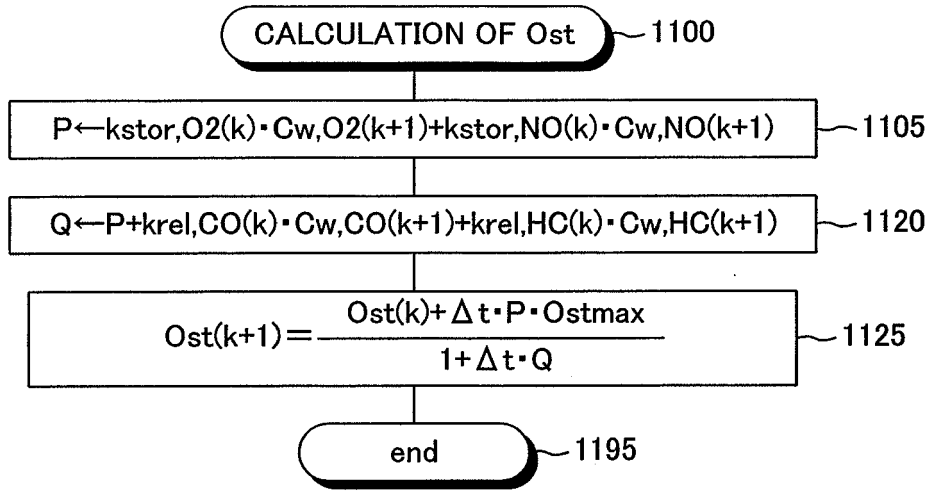 CALCULATION OF Ost 1100
P←kstor,O2(k)·Cw,O2(k+1)+kstor,NO(k)·Cw,NO(k+1) 1105
Q←P+krel,CO(k)·Cw,CO(k+1)+krel,HC(k)·Cw,HC(k+1) 1120
Ost(k)+Δt·P·Ostmax
Ost(k+1)= 1125
1+Δt·Q
end 1195